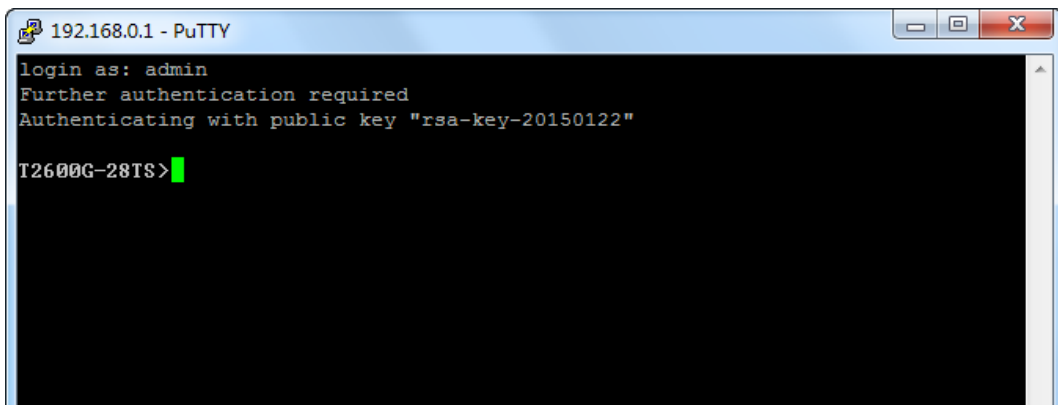 192.168.0.1 - PuTTY
login as: admin
Further authentication required
Authenticating with public key "rsa-key-20150122"
T2600G-28TS>